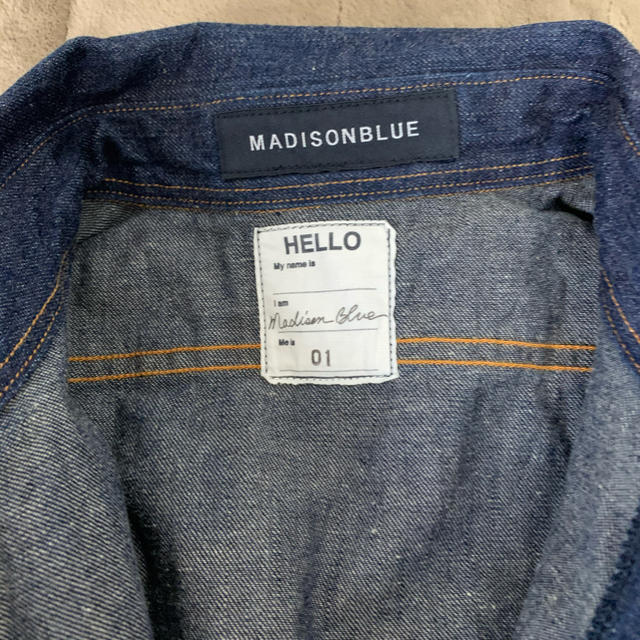 MADISONBLUE
HELLO
My name is
I am
Madison Blue
Me is
01